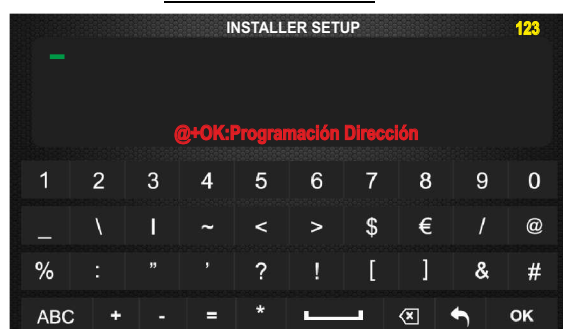 INSTALLER SETUP 123
_
@+OK:Programación Dirección
1 2 3 4 5 6 7 8 9 0
_ \ | ~ < > $ € / @
% : " ' ? ! [ ] & #
ABC + - = * OK